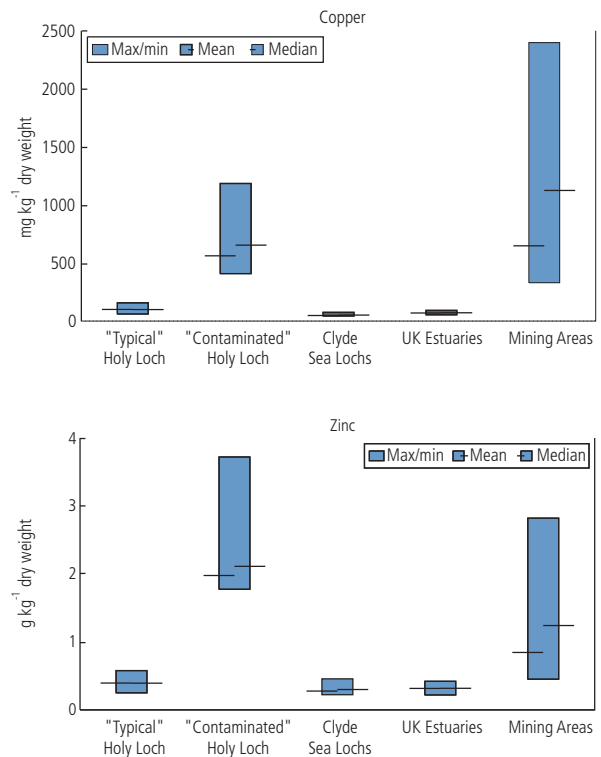 Copper
2500
Max/min Mean Median
2000
1500
1000
500
0
mg kg⁻¹ dry weight
"Typical" "Contaminated" Clyde UK Estuaries Mining Areas
Holy Loch Holy Loch Sea Lochs
Zinc
4
Max/min Mean Median
3
2
1
0
g kg⁻¹ dry weight
"Typical" "Contaminated" Clyde UK Estuaries Mining Areas
Holy Loch Holy Loch Sea Lochs